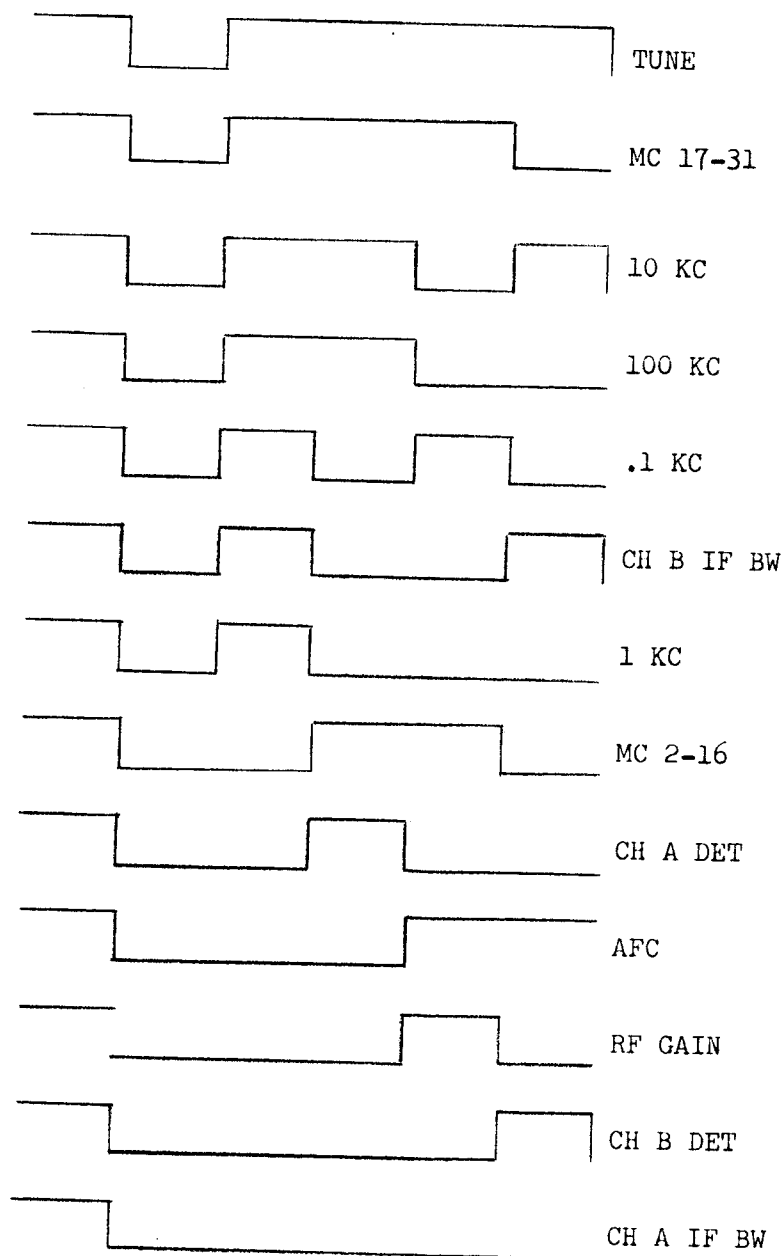 TUNE
MC 17-31
10 KC
100 KC
.1 KC
CH B IF BW
1 KC
MC 2-16
CH A DET
AFC
RF GAIN
CH B DET
CH A IF BW